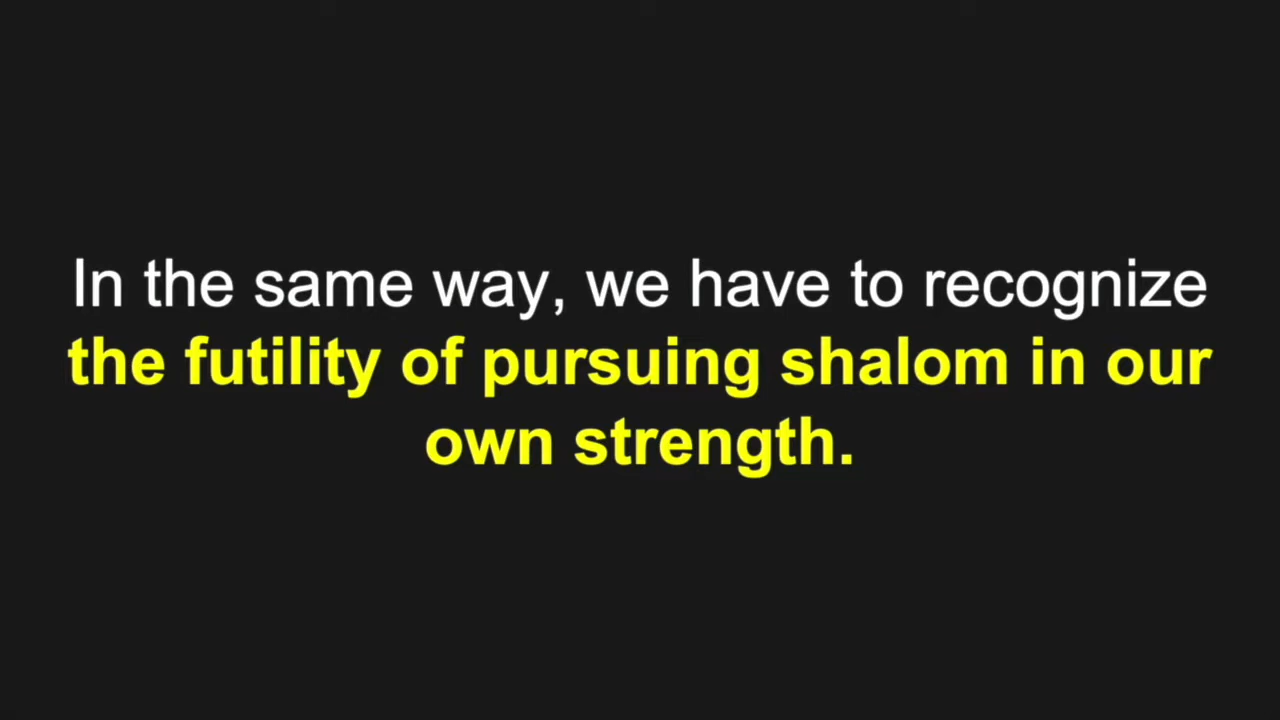 In the same way, we have to recognize
the futility of pursuing shalom in our
own strength.